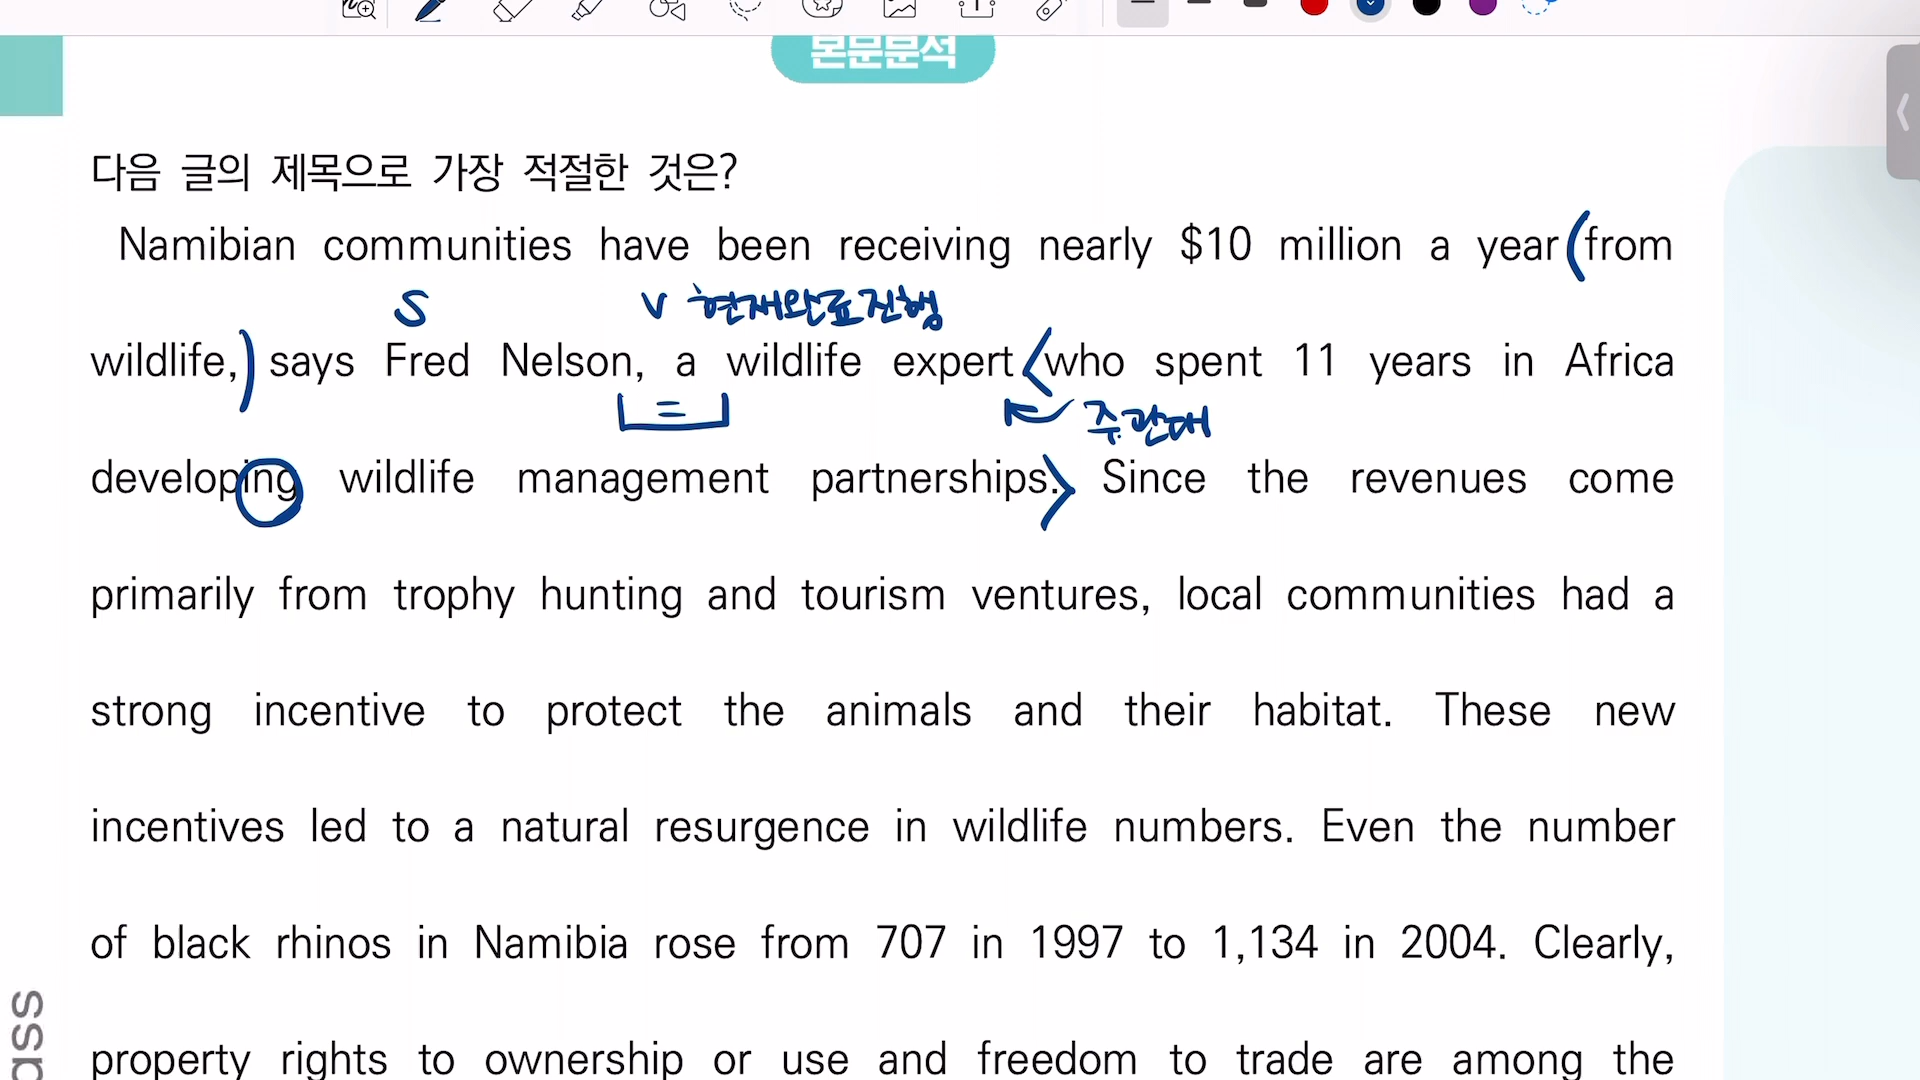 본문분석
다음 글의 제목으로 가장 적절한 것은?
Namibian communities have been receiving nearly $10 million a year (from
S V 현재완료진행
wildlife,) says Fred Nelson, a wildlife expert <who spent 11 years in Africa
= 주.관대
developing wildlife management partnerships.> Since the revenues come
primarily from trophy hunting and tourism ventures, local communities had a
strong incentive to protect the animals and their habitat. These new
incentives led to a natural resurgence in wildlife numbers. Even the number
of black rhinos in Namibia rose from 707 in 1997 to 1,134 in 2004. Clearly,
property rights to ownership or use and freedom to trade are among the
ass